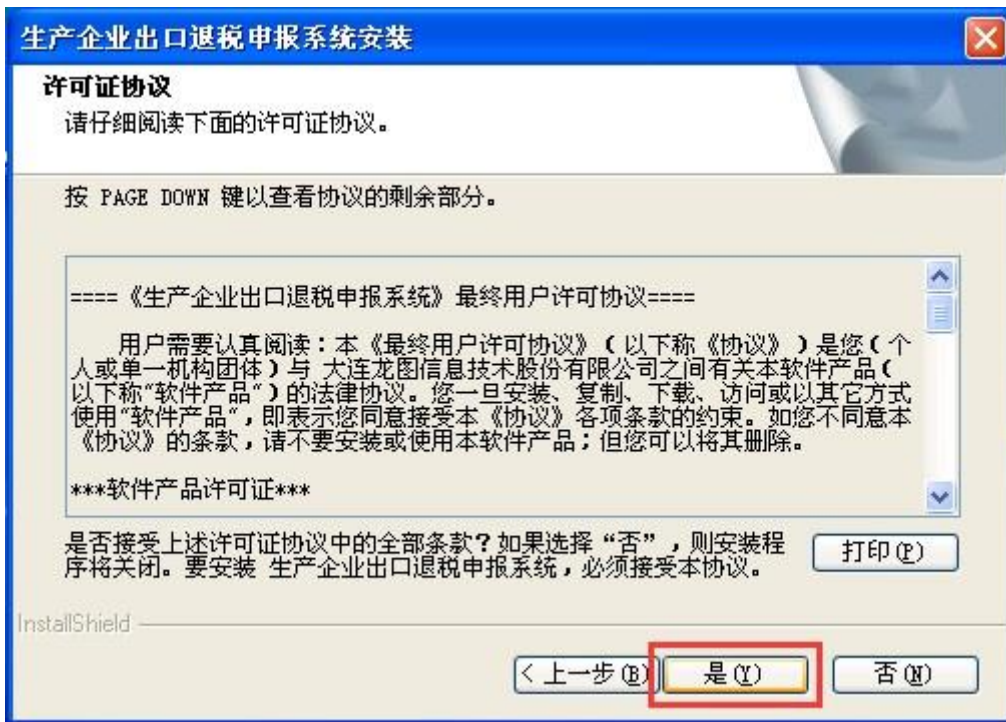 生产企业出口退税申报系统安装
许可证协议
请仔细阅读下面的许可证协议。
按 PAGE DOWN 键以查看协议的剩余部分。
====《生产企业出口退税申报系统》最终用户许可协议====
用户需要认真阅读：本《最终用户许可协议》（以下称《协议》）是您（个
人或单一机构团体）与 大连龙图信息技术股份有限公司之间有关本软件产品（
以下称"软件产品"）的法律协议。您一旦安装、复制、下载、访问或以其它方式
使用"软件产品"，即表示您同意接受本《协议》各项条款的约束。如您不同意本
《协议》的条款，请不要安装或使用本软件产品；但您可以将其删除。
***软件产品许可证***
是否接受上述许可证协议中的全部条款？如果选择“否”，则安装程
序将关闭。要安装 生产企业出口退税申报系统，必须接受本协议。
打印(P)
InstallShield
< 上一步(B)
是(Y)
否(N)